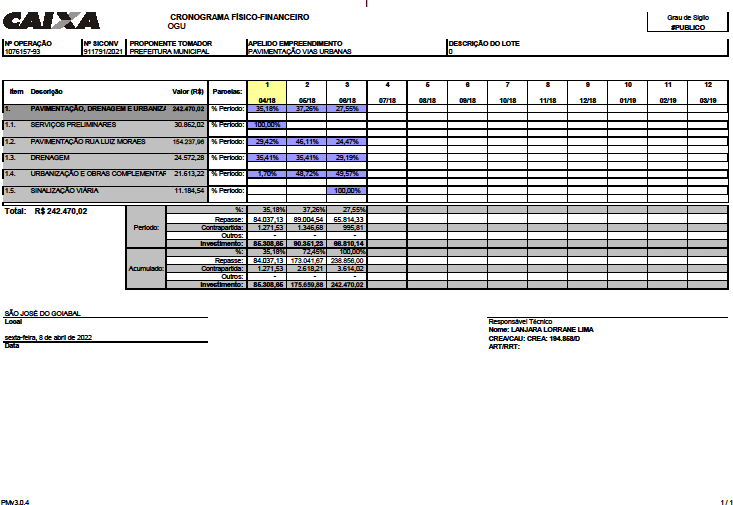 CAIXA
CRONOGRAMA FÍSICO-FINANCEIRO
OGU
Grau de Sigilo
#PUBLICO
Nº OPERAÇÃO Nº SICONV PROPONENTE TOMADOR APELIDO EMPREENDIMENTO DESCRIÇÃO DO LOTE
1076157-93 911791/2021 PREFEITURA MUNICIPAL PAVIMENTAÇÃO VIAS URBANAS 0
Item Descrição Valor (R$) Parcelas: 1 2 3 4 5 6 7 8 9 10 11 12
04/18 05/18 06/18 07/18 08/18 09/18 10/18 11/18 12/18 01/19 02/19 03/19
1. PAVIMENTAÇÃO, DRENAGEM E URBANIZA 242.470,02 % Período: 35,18% 37,26% 27,55%
1.1. SERVIÇOS PRELIMINARES 30.862,02 % Período: 100,00%
1.2. PAVIMENTAÇÃO RUA LUIZ MORAES 154.237,96 % Período: 29,42% 46,11% 24,47%
1.3. DRENAGEM 24.572,28 % Período: 35,41% 35,41% 29,19%
1.4. URBANIZAÇÃO E OBRAS COMPLEMENTAR 21.613,22 % Período: 1,70% 48,72% 49,57%
1.5. SINALIZAÇÃO VIÁRIA 11.184,54 % Período: 100,00%
Total: R$ 242.470,02
Período:
%: 35,18% 37,26% 27,55%
Repasse: 84.037,13 89.004,54 65.814,33
Contrapartida: 1.271,53 1.346,68 995,81
Outros: - - -
Investimento: 85.308,65 90.351,23 66.810,14
Acumulado:
%: 35,18% 72,45% 100,00%
Repasse: 84.037,13 173.041,67 238.856,00
Contrapartida: 1.271,53 2.618,21 3.614,02
Outros: - - -
Investimento: 85.308,65 175.659,88 242.470,02
SÃO JOSÉ DO GOIABAL
Local
sexta-feira, 8 de abril de 2022
Data
Responsável Técnico
Nome: LANJARA LORRANE LIMA
CREA/CAU: CREA: 194.858/D
ART/RRT:
PMv3.0.4
1 / 1